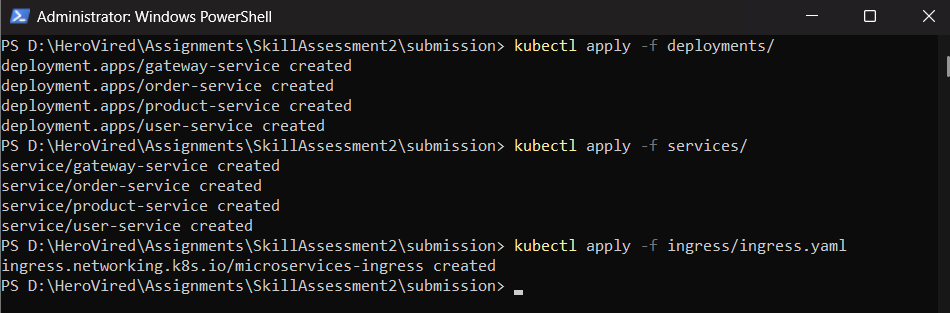 Administrator: Windows PowerShell
PS D:\HeroVired\Assignments\SkillAssessment2\submission> kubectl apply -f deployments/
deployment.apps/gateway-service created
deployment.apps/order-service created
deployment.apps/product-service created
deployment.apps/user-service created
PS D:\HeroVired\Assignments\SkillAssessment2\submission> kubectl apply -f services/
service/gateway-service created
service/order-service created
service/product-service created
service/user-service created
PS D:\HeroVired\Assignments\SkillAssessment2\submission> kubectl apply -f ingress/ingress.yaml
ingress.networking.k8s.io/microservices-ingress created
PS D:\HeroVired\Assignments\SkillAssessment2\submission>